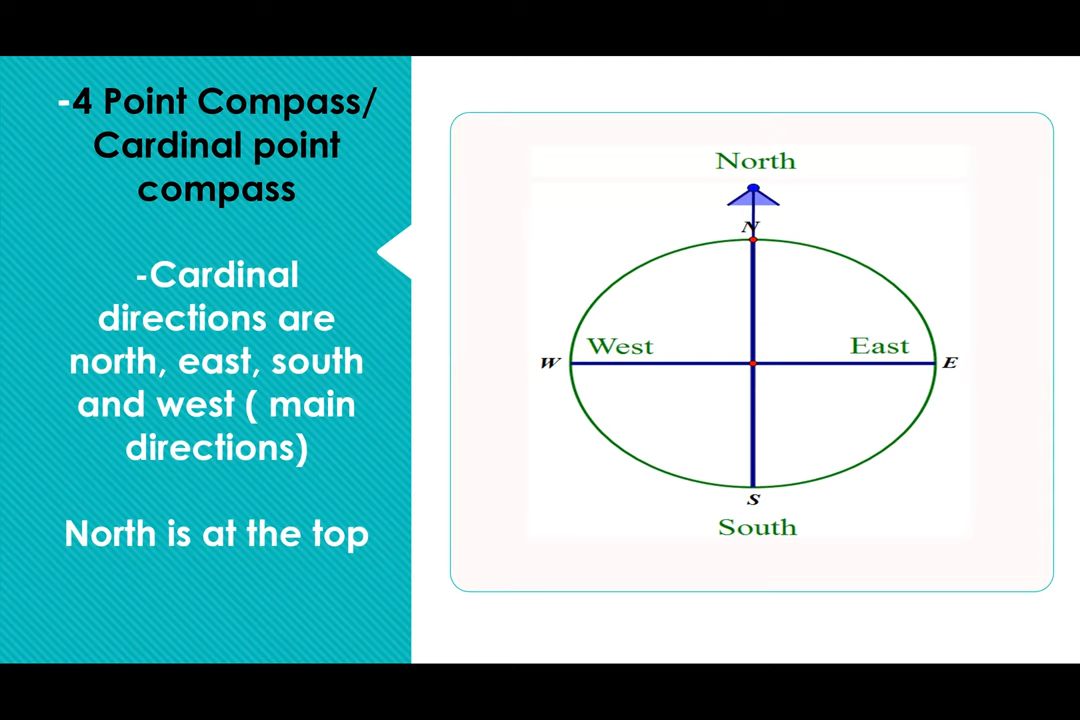 -4 Point Compass/
Cardinal point
compass
-Cardinal
directions are
north, east, south
and west ( main
directions)
North is at the top
North
N
West
East
W
E
S
South